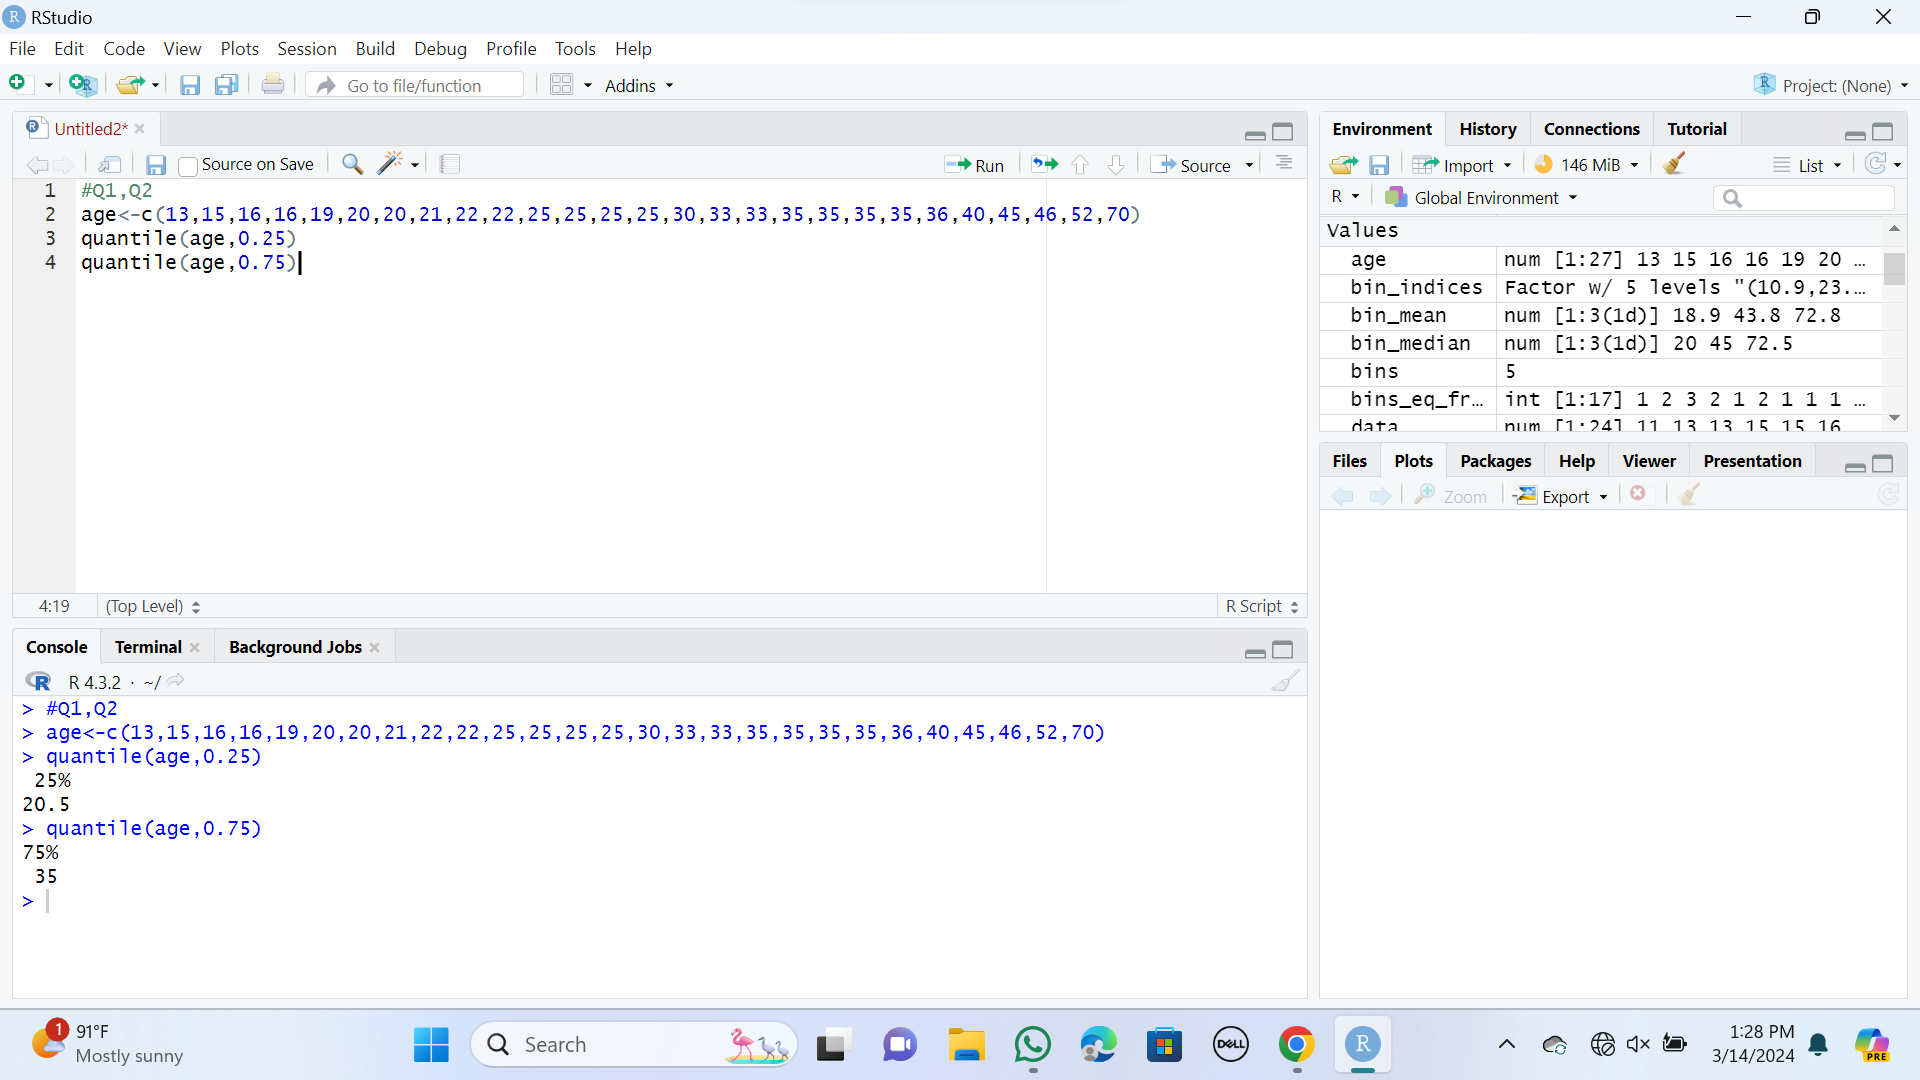 RStudio
File Edit Code View Plots Session Build Debug Profile Tools Help
Go to file/function Addins Project: (None)
Untitled2*
Source on Save Run Source
1 #Q1,Q2
2 age<-c(13,15,16,16,19,20,20,21,22,22,25,25,25,25,30,33,33,35,35,35,35,36,40,45,46,52,70)
3 quantile(age,0.25)
4 quantile(age,0.75)
4:19 (Top Level) R Script
Console Terminal Background Jobs
R R 4.3.2 · ~/
> #Q1,Q2
> age<-c(13,15,16,16,19,20,20,21,22,22,25,25,25,25,30,33,33,35,35,35,35,36,40,45,46,52,70)
> quantile(age,0.25)
25%
20.5
> quantile(age,0.75)
75%
35
>
Environment History Connections Tutorial
Import 146 MiB List
R Global Environment
Values
age num [1:27] 13 15 16 16 19 20 ...
bin_indices Factor w/ 5 levels "(10.9,23....
bin_mean num [1:3(1d)] 18.9 43.8 72.8
bin_median num [1:3(1d)] 20 45 72.5
bins 5
bins_eq_fr... int [1:17] 1 2 3 2 1 2 1 1 1 ...
data num [1:24] 11 13 13 15 15 16
Files Plots Packages Help Viewer Presentation
Zoom Export
1 91°F
Mostly sunny
Search
DELL
R
1:28 PM
3/14/2024
PRE